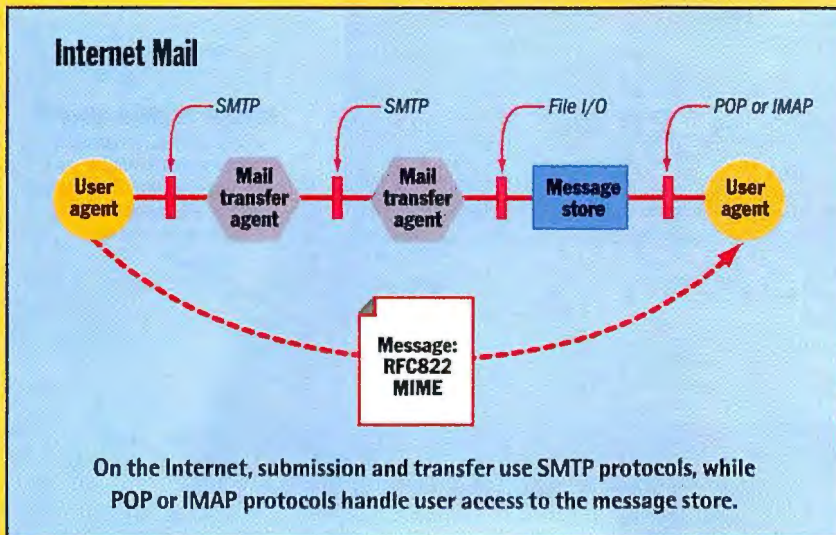 Internet Mail
SMTP
SMTP
File I/O
POP or IMAP
User
agent
Mail
transfer
agent
Mail
transfer
agent
Message
store
User
agent
Message:
RFC822
MIME
On the Internet, submission and transfer use SMTP protocols, while
POP or IMAP protocols handle user access to the message store.